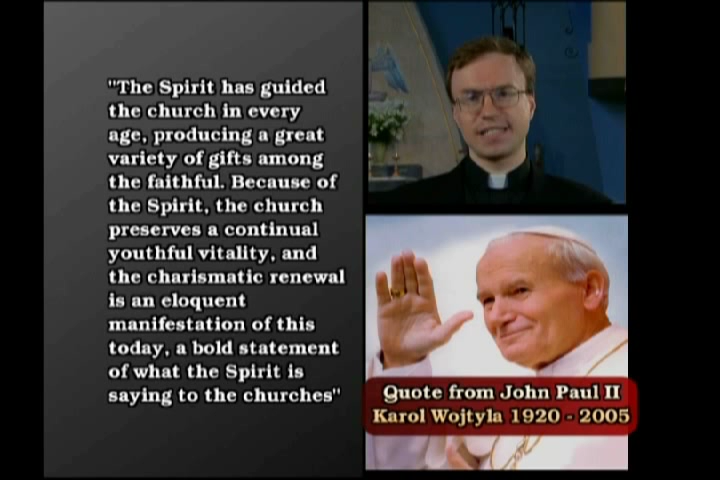 "The Spirit has guided
the church in every
age, producing a great
variety of gifts among
the faithful. Because of
the Spirit, the church
preserves a continual
youthful vitality, and
the charismatic renewal
is an eloquent
manifestation of this
today, a bold statement
of what the Spirit is
saying to the churches"
Quote from John Paul II
Karol Wojtyla 1920 - 2005